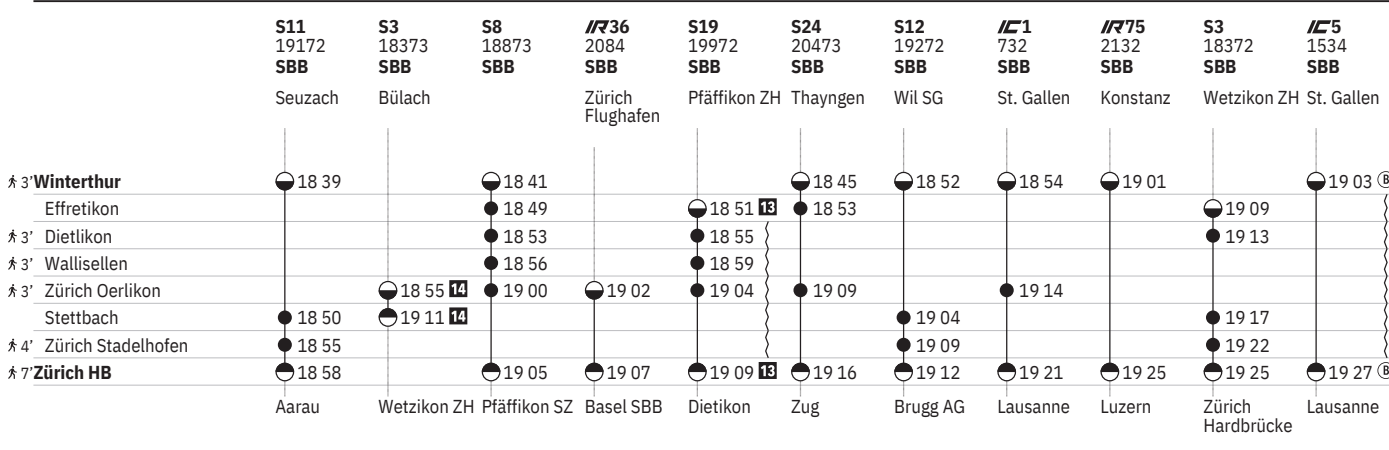 S11 S3 S8 IR36 S19 S24 S12 IC1 IR75 S3 IC5
19172 18373 18873 2084 19972 20473 19272 732 2132 18372 1534
SBB SBB SBB SBB SBB SBB SBB SBB SBB SBB SBB
Seuzach Bülach Zürich Pfäffikon ZH Thayngen Wil SG St. Gallen Konstanz Wetzikon ZH St. Gallen
Flughafen
3' Winterthur 18 39 18 41 18 45 18 52 18 54 19 01 19 03 B
Effretikon 18 49 18 51 13 18 53 19 09
3' Dietlikon 18 53 18 55 19 13
3' Wallisellen 18 56 18 59
3' Zürich Oerlikon 18 55 14 19 00 19 02 19 04 19 09 19 14
Stettbach 18 50 19 11 14 19 04 19 17
4' Zürich Stadelhofen 18 55 19 09 19 22
7' Zürich HB 18 58 19 05 19 07 19 09 13 19 16 19 12 19 21 19 25 19 25 19 27 B
Aarau Wetzikon ZH Pfäffikon SZ Basel SBB Dietikon Zug Brugg AG Lausanne Luzern Zürich Lausanne
Hardbrücke